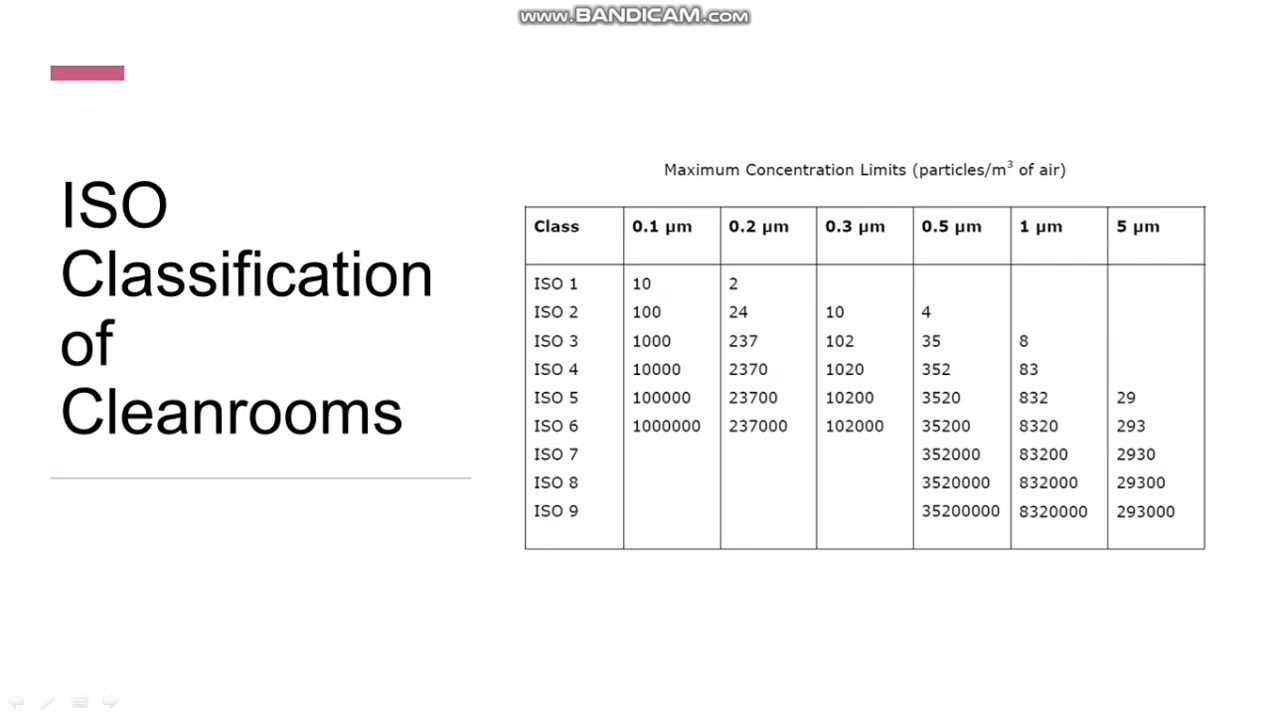 www.BANDICAM.com
ISO
Classification
of
Cleanrooms
Maximum Concentration Limits (particles/m³ of air)
Class 0.1 µm 0.2 µm 0.3 µm 0.5 µm 1 µm 5 µm
ISO 1 10 2
ISO 2 100 24 10 4
ISO 3 1000 237 102 35 8
ISO 4 10000 2370 1020 352 83
ISO 5 100000 23700 10200 3520 832 29
ISO 6 1000000 237000 102000 35200 8320 293
ISO 7 352000 83200 2930
ISO 8 3520000 832000 29300
ISO 9 35200000 8320000 293000